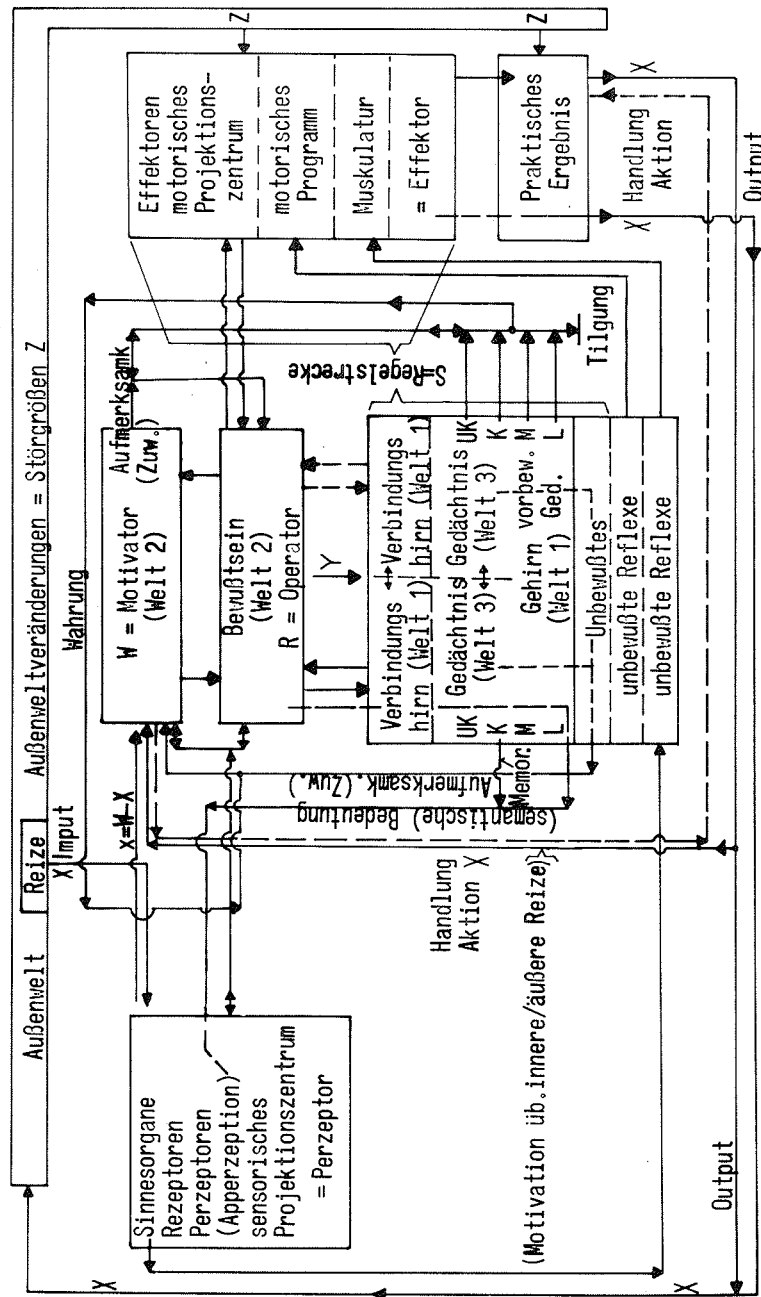 Außenwelt
Reize
Außenweltveränderungen = Störgrößen Z
X Imput
Wahrung
Z
Z
Sinnesorgane
Rezeptoren
Perzeptoren
(Apperzeption)
sensorisches
Projektionszentrum
= Perzeptor
x=W-X
W = Motivator
(Welt 2)
Aufmerksamk.
(Zuw.)
Bewußtsein
(Welt 2)
R = Operator
Y
Effektoren
motorisches
Projektions-
zentrum
motorisches
Programm
Muskulatur
= Effektor
Praktisches
Ergebnis
S=Regelstrecke
Verbindungs
hirn (Welt 1)
Verbindungs
hirn (Welt 1)
UK
Gedächtnis
Gedächtnis
UK
K
(Welt 3)
(Welt 3)
K
M
Gehirn
vorbew.
M
L
(Welt 1)
Ged.
L
Unbewußtes
unbewußte Reflexe
unbewußte Reflexe
Tilgung
Aufmerksamk.(Zuw.)
Memor.
(semantische) Bedeutung
Handlung
Aktion X
(Motivation üb.innere/äußere Reize)
X
X
Handlung
Aktion
Output
Output
X
X